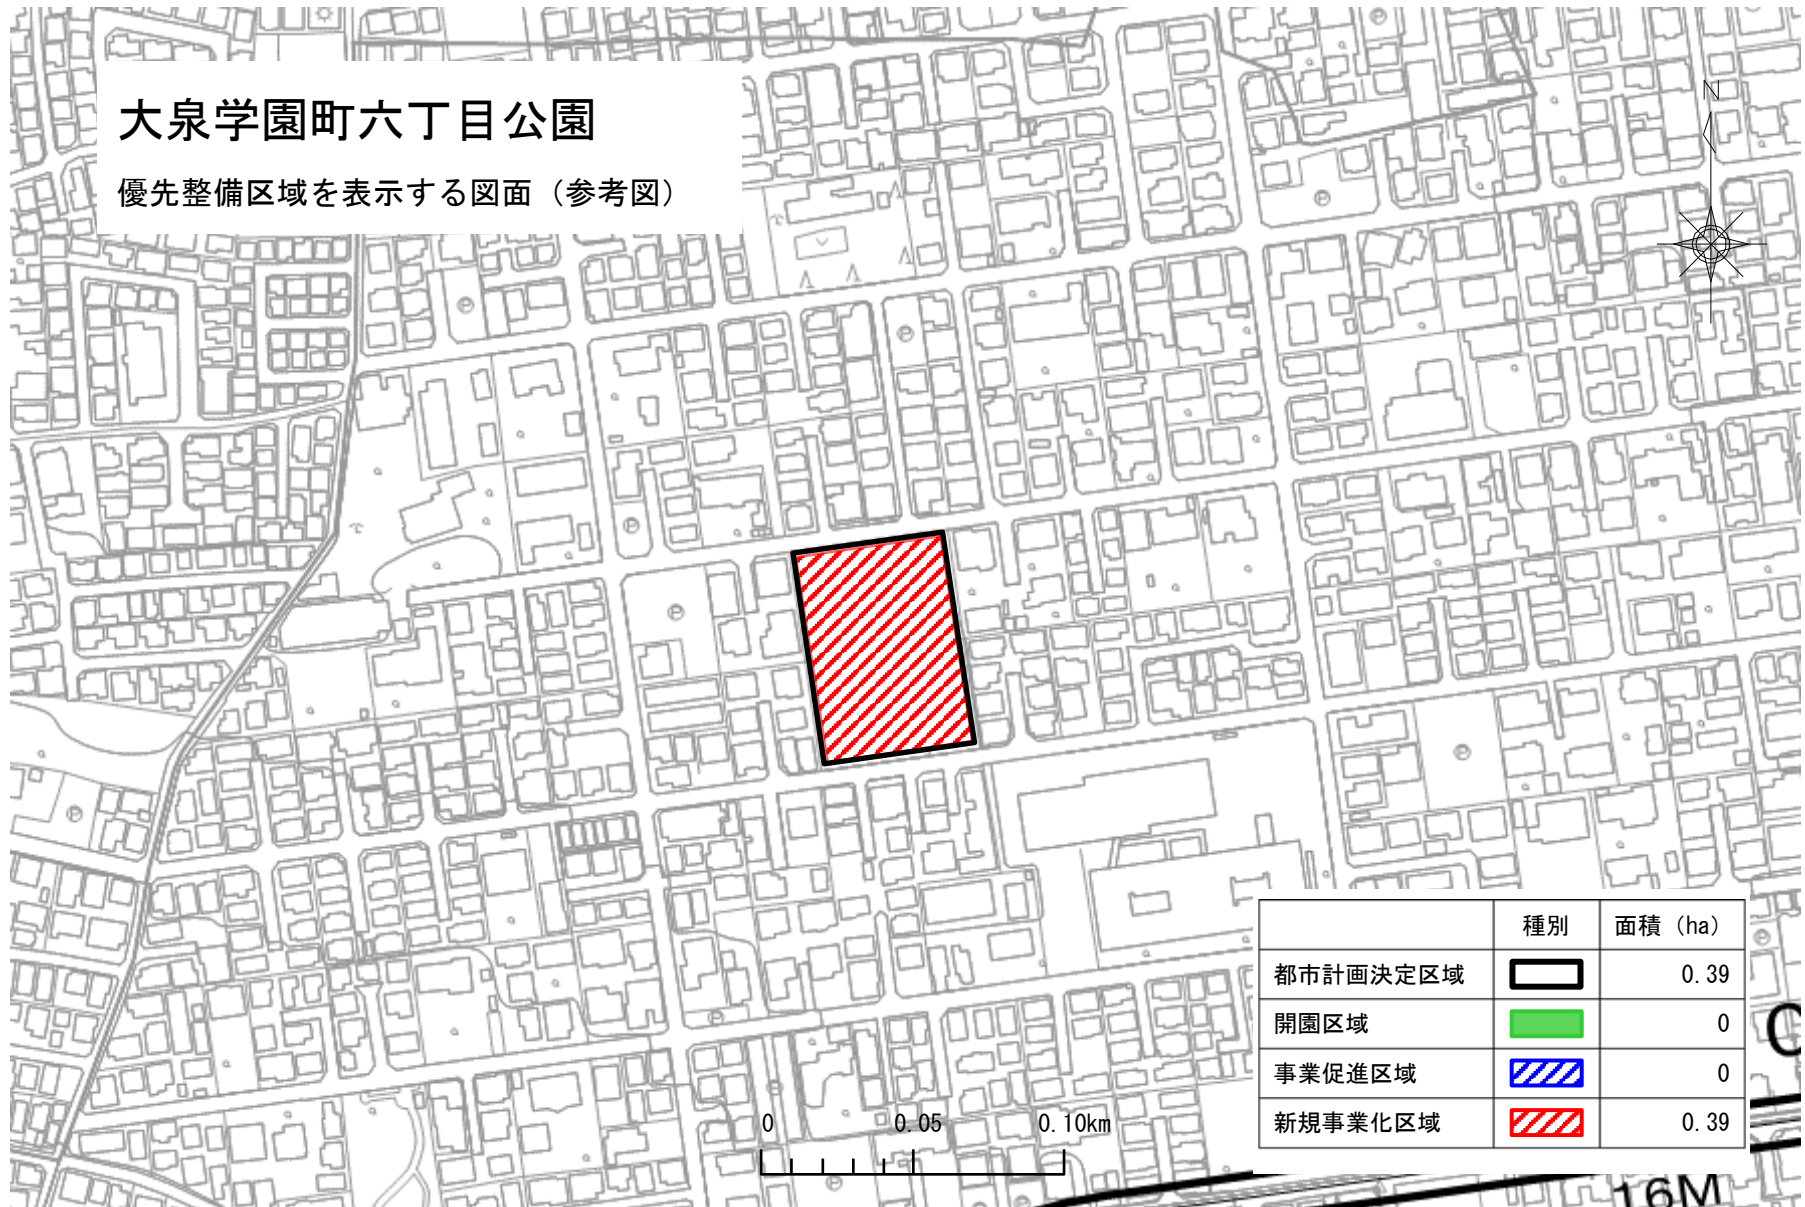 大泉学園町六丁目公園
優先整備区域を表示する図面（参考図）
N
種別 面積（ha）
都市計画決定区域 0.39
開園区域 0
事業促進区域 0
新規事業化区域 0.39
0 0.05 0.10km
16M